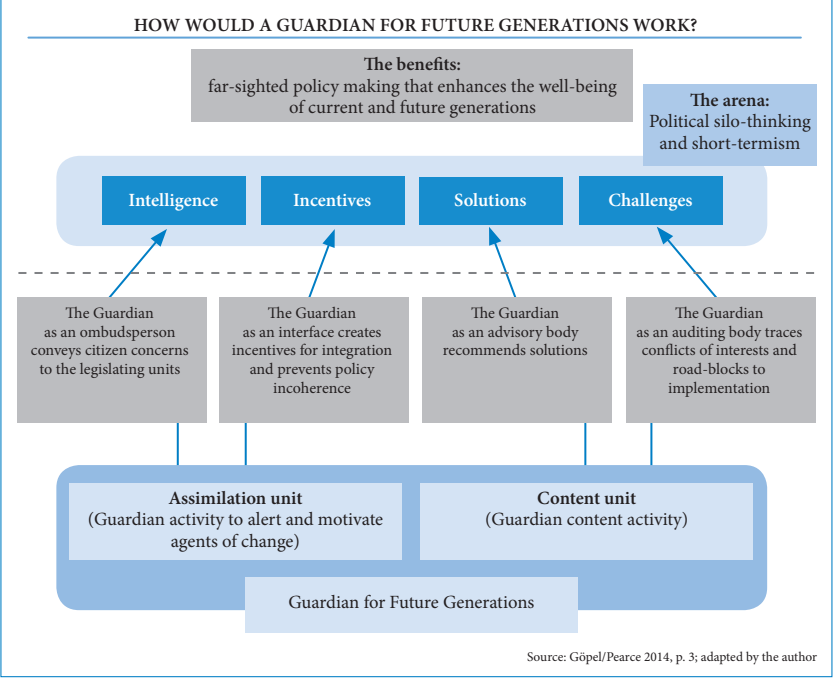 HOW WOULD A GUARDIAN FOR FUTURE GENERATIONS WORK?
The benefits:
far-sighted policy making that enhances the well-being
of current and future generations
The arena:
Political silo-thinking
and short-termism
Intelligence
Incentives
Solutions
Challenges
The Guardian
as an ombudsperson
conveys citizen concerns
to the legislating units
The Guardian
as an interface creates
incentives for integration
and prevents policy
incoherence
The Guardian
as an advisory body
recommends solutions
The Guardian
as an auditing body traces
conflicts of interests and
road-blocks to
implementation
Assimilation unit
(Guardian activity to alert and motivate
agents of change)
Content unit
(Guardian content activity)
Guardian for Future Generations
Source: Göpel/Pearce 2014, p. 3; adapted by the author